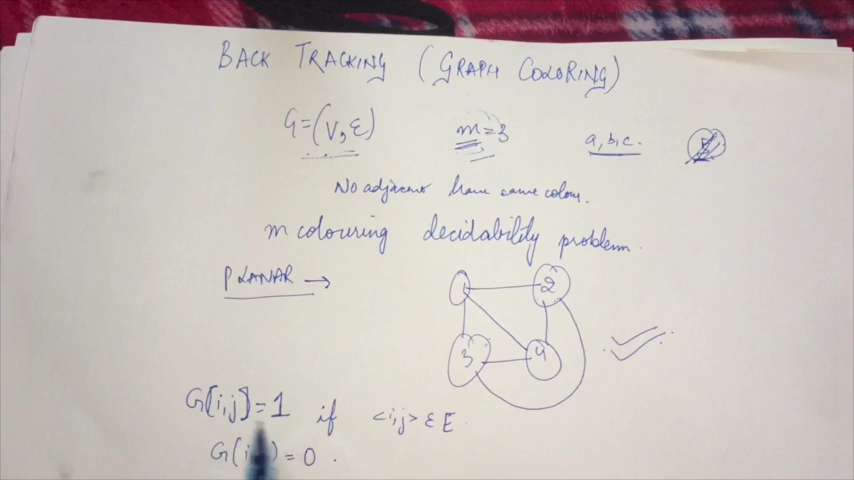 BACK TRACKING (GRAPH COLORING)
G=(V,E) m=3 a,b,c.
No adjacent have same colour.
m colouring decidability problem.
PLANAR →
1 2
3 4
G[i,j]=1 if <i,j> ε E
G(i )=0.